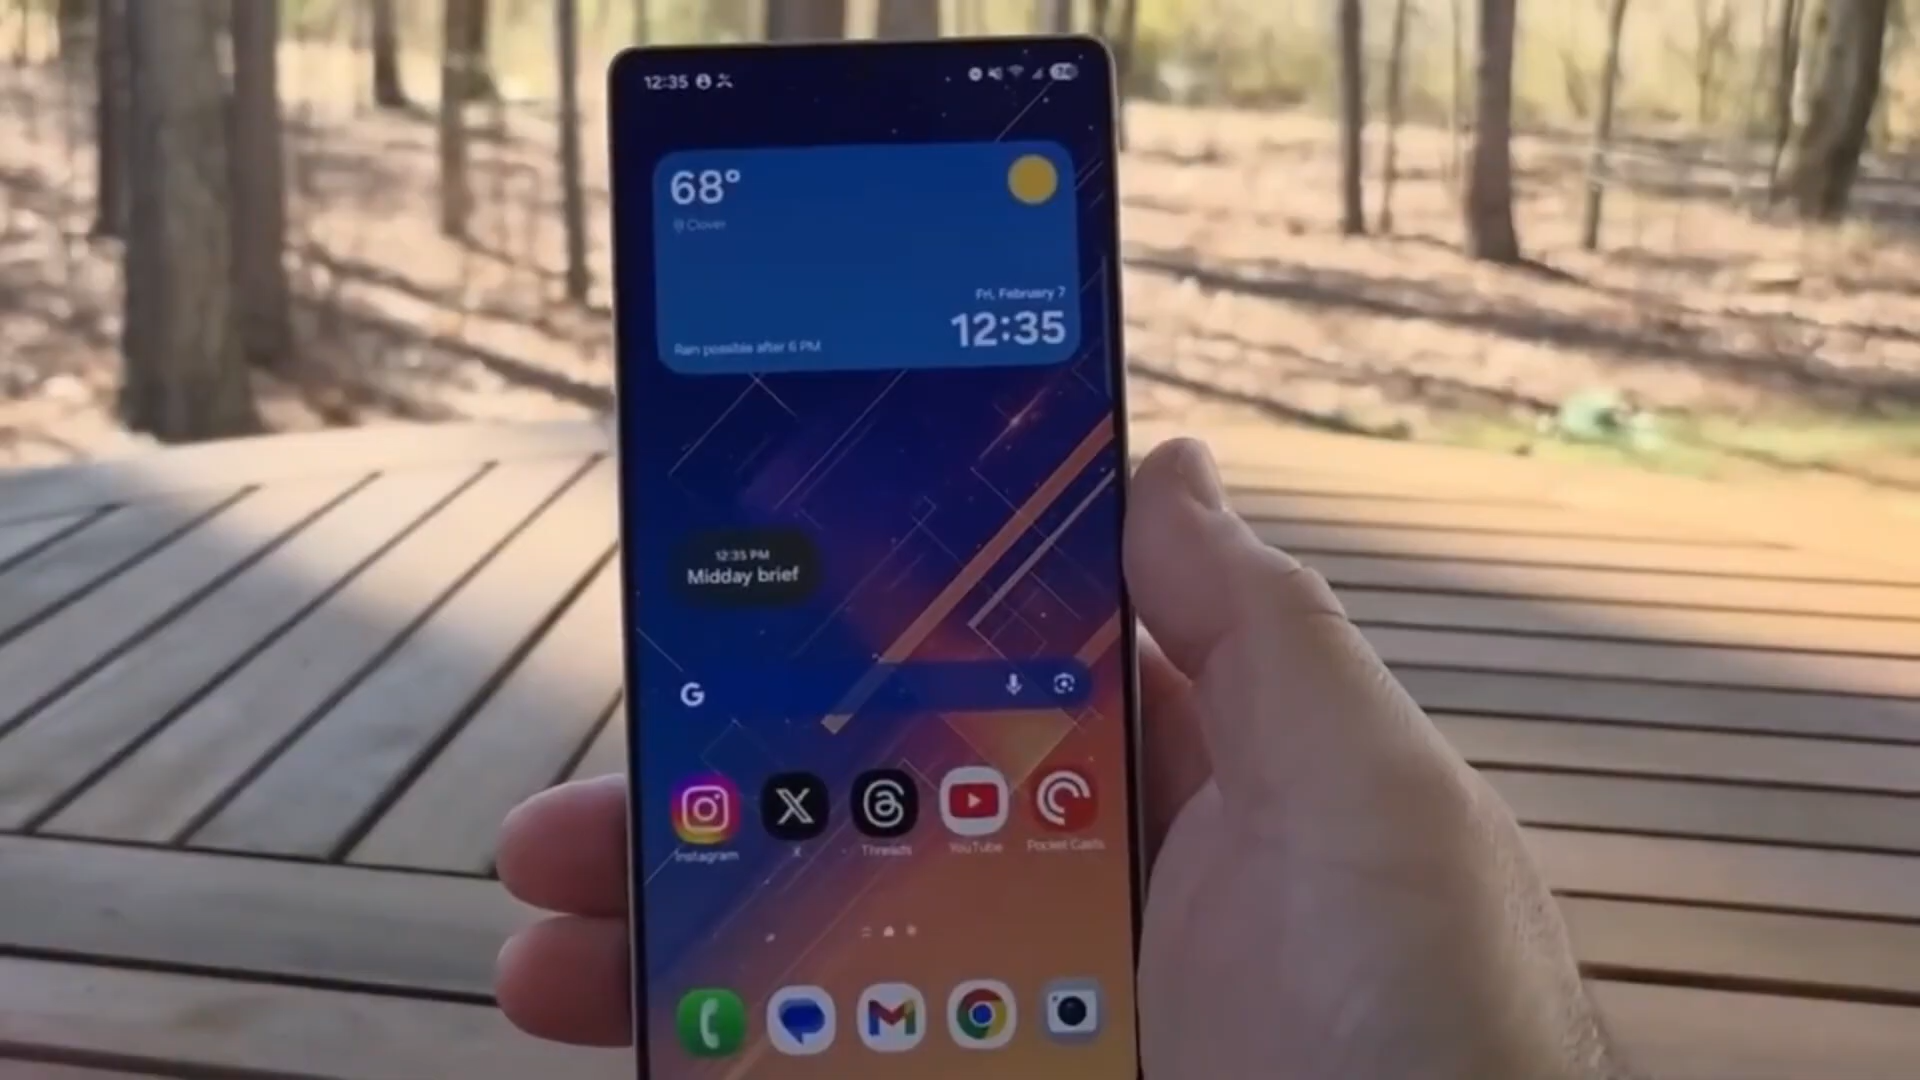 12:35
68°
Clover
Fri, February 7
12:35
Rain possible after 6 PM
12:35 PM
Midday brief
G
Instagram
X
Threads
YouTube
Pocket Casts